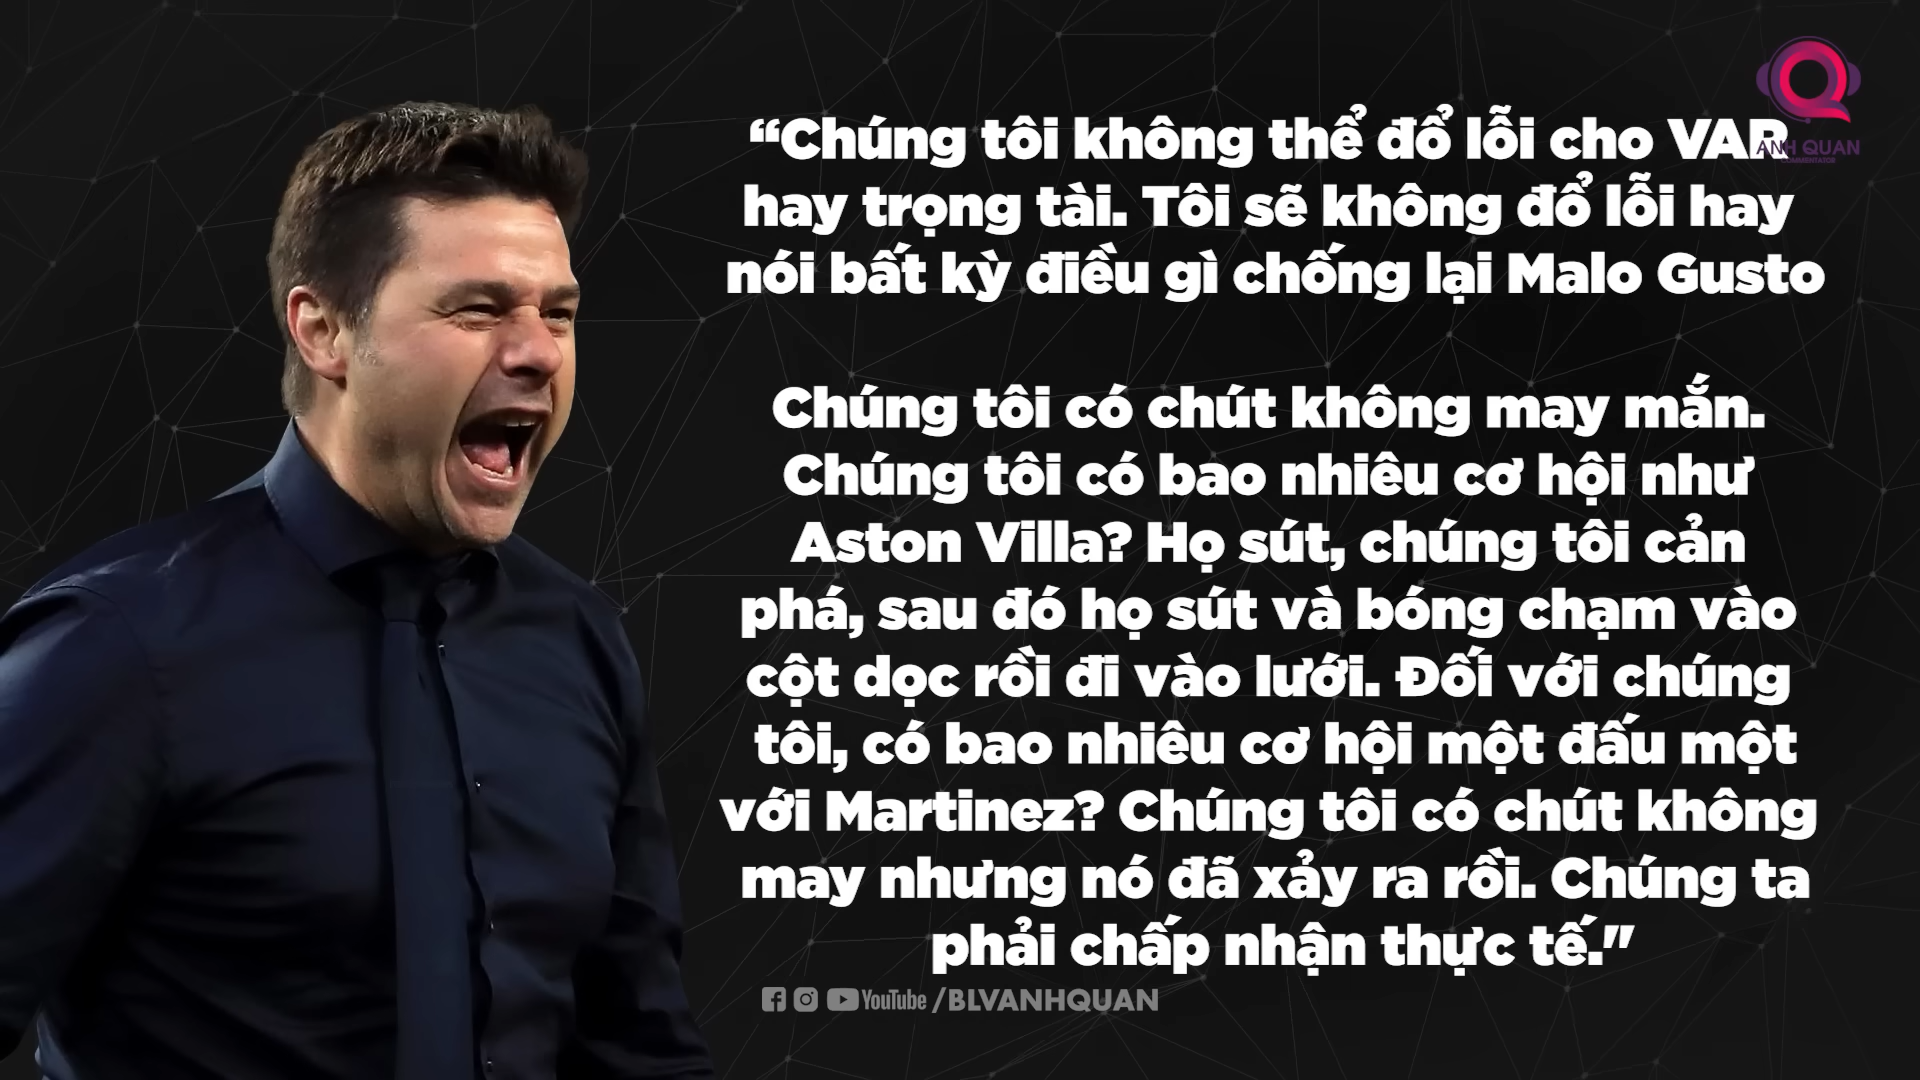 “Chúng tôi không thể đổ lỗi cho VAR
hay trọng tài. Tôi sẽ không đổ lỗi hay
nói bất kỳ điều gì chống lại Malo Gusto
Chúng tôi có chút không may mắn.
Chúng tôi có bao nhiêu cơ hội như
Aston Villa? Họ sút, chúng tôi cản
phá, sau đó họ sút và bóng chạm vào
cột dọc rồi đi vào lưới. Đối với chúng
tôi, có bao nhiêu cơ hội một đấu một
với Martinez? Chúng tôi có chút không
may nhưng nó đã xảy ra rồi. Chúng ta
phải chấp nhận thực tế."
ANH QUAN
COMMENTATOR
YouTube /BLVANHQUAN